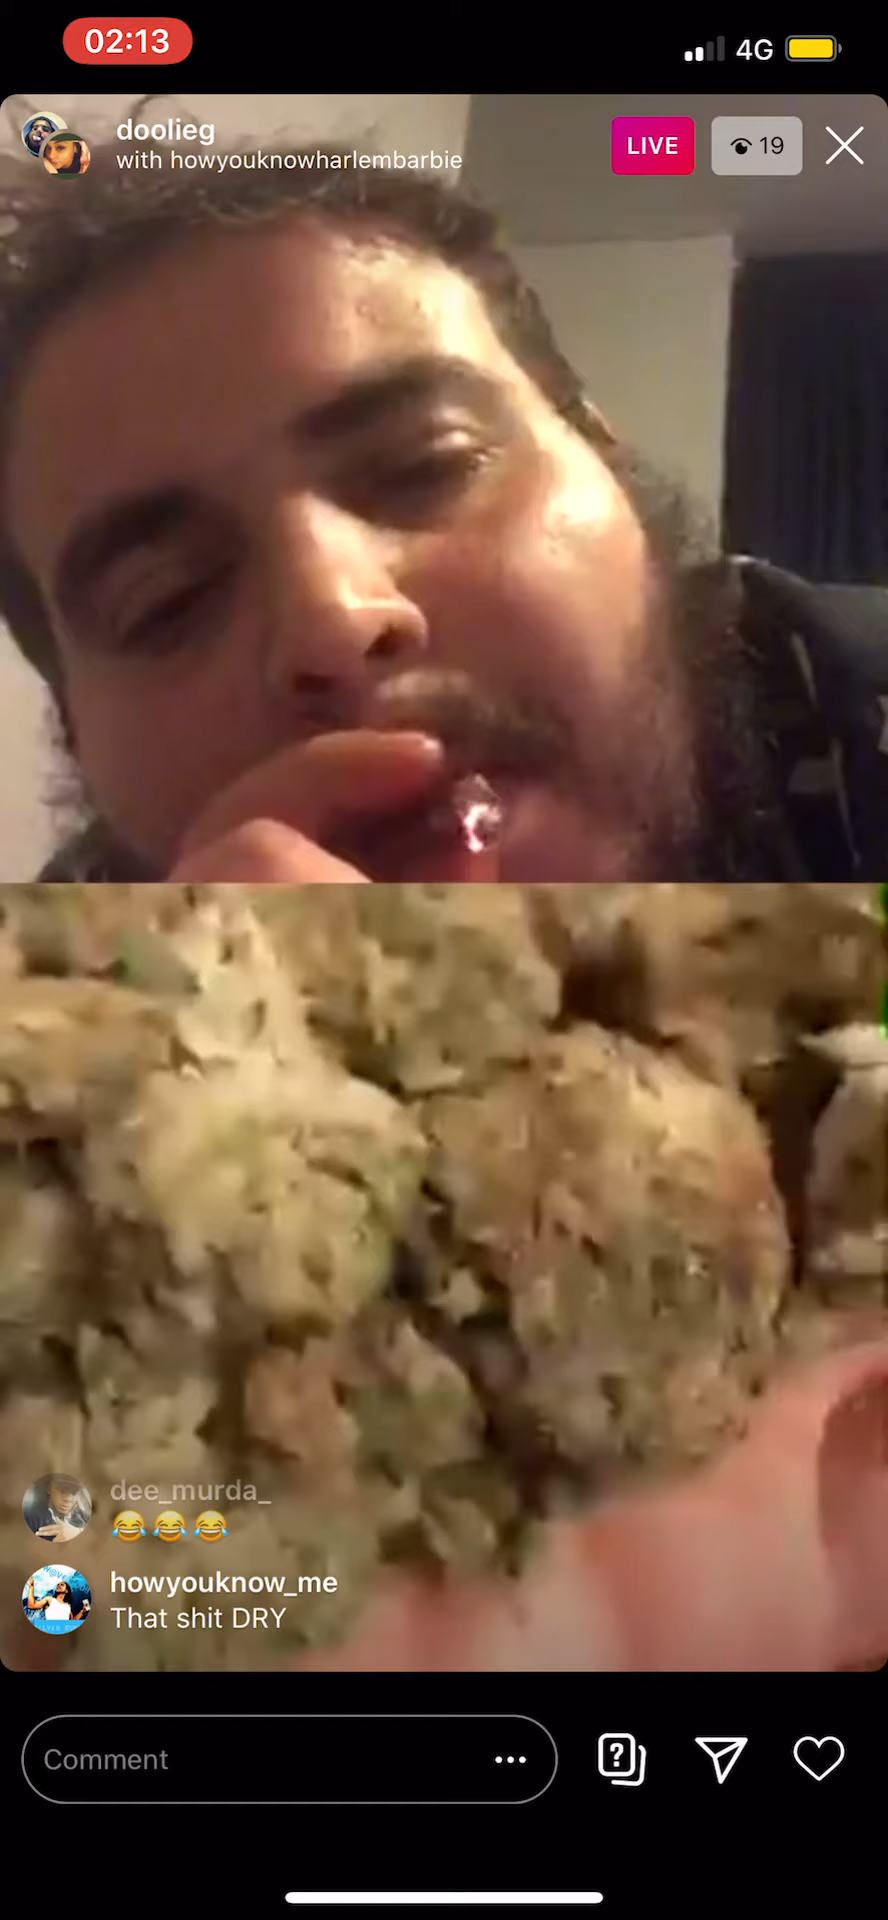 02:13
4G
doolieg
with howyouknowharlembarbie
LIVE
19
dee_murda_
😂😂😂
howyouknow_me
That shit DRY
Comment